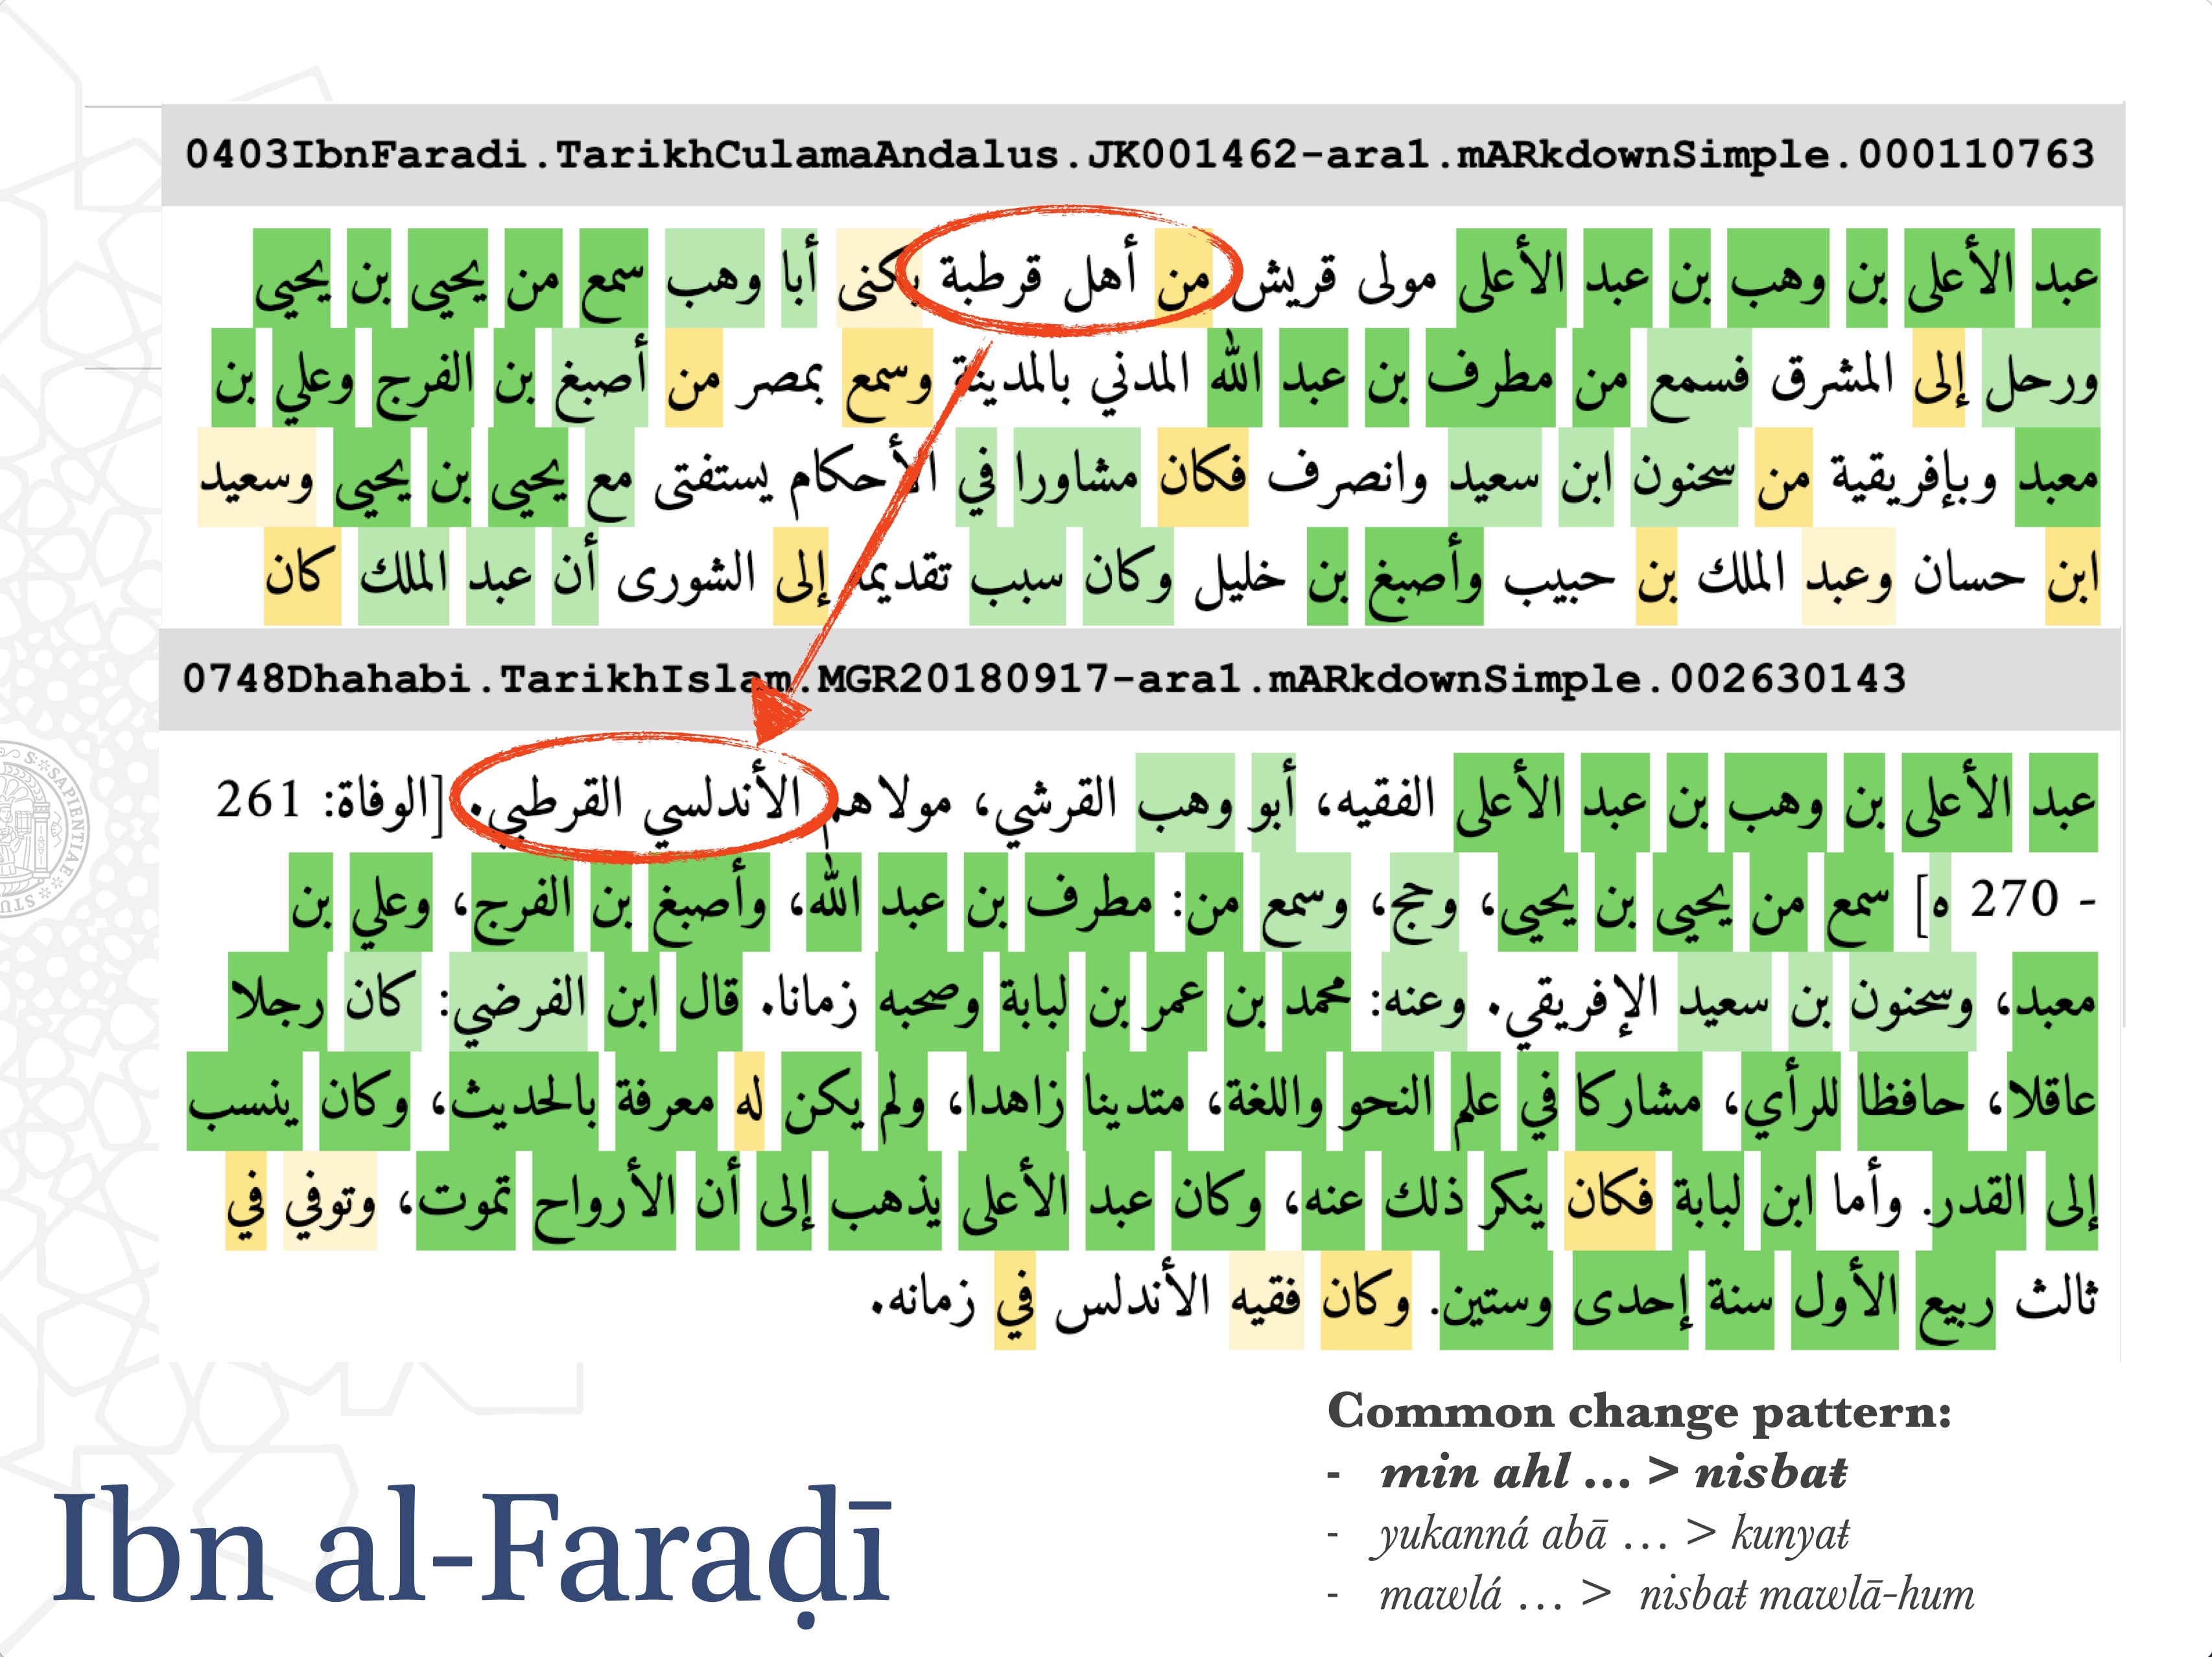 0403IbnFaradi.TarikhCulamaAndalus.JK001462-ara1.mARkdownSimple.000110763
عبد الأعلى بن وهب بن عبد الأعلى مولى قريش من أهل قرطبة يكنى أبا وهب سمع من يحيى بن يحيى
ورحل إلى المشرق فسمع من مطرف بن عبد الله المدني بالمدينة وسمع بمصر من أصبغ بن الفرج وعلي بن
معبد وبإفريقية من سحنون ابن سعيد وانصرف فكان مشاورا في الأحكام يستفتى مع يحيى بن يحيى وسعيد
ابن حسان وعبد الملك بن حبيب وأصبغ بن خليل وكان سبب تقديمه إلى الشورى أن عبد الملك كان
0748Dhahabi.TarikhIslam.MGR20180917-ara1.mARkdownSimple.002630143
عبد الأعلى بن وهب بن عبد الأعلى الفقيه، أبو وهب القرشي، مولاهم الأندلسي القرطبي. [الوفاة: 261
- 270 ه] سمع من يحيى بن يحيى، وحج، وسمع من: مطرف بن عبد الله، وأصبغ بن الفرج، وعلي بن
معبد، وسحنون بن سعيد الإفريقي. وعنه: محمد بن عمر بن لبابة وصحبه زمانا. قال ابن الفرضي: كان رجلا
عاقلا، حافظا للرأي، مشاركا في علم النحو واللغة، متدينا زاهدا، ولم يكن له معرفة بالحديث، وكان ينسب
إلى القدر. وأما ابن لبابة فكان ينكر ذلك عنه، وكان عبد الأعلى يذهب إلى أن الأرواح تموت، وتوفي في
ثالث ربيع الأول سنة إحدى وستين. وكان فقيه الأندلس في زمانه.
Common change pattern:
- min ahl … > nisbaŧ
- yukanná abā … > kunyaŧ
- mawlá … > nisbaŧ mawlā-hum
Ibn al-Faraḍī